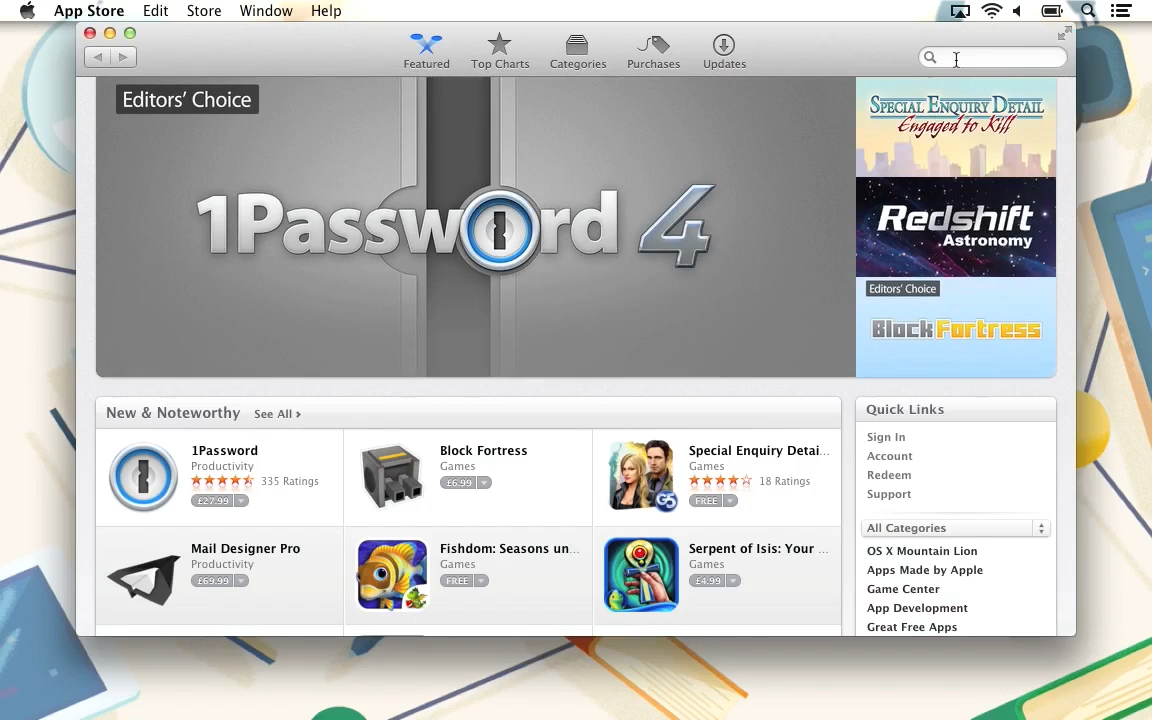 App Store Edit Store Window Help
Featured Top Charts Categories Purchases Updates
Editors' Choice
1Password 4
Special Enquiry Detail
Engaged to Kill
Redshift
Astronomy
Editors' Choice
BlockFortress
New & Noteworthy See All ›
1Password
Productivity
335 Ratings
£27.99
Block Fortress
Games
£6.99
Special Enquiry Detai...
Games
18 Ratings
FREE
G5
Mail Designer Pro
Productivity
£69.99
Fishdom: Seasons un...
Games
FREE
Serpent of Isis: Your ...
Games
£4.99
Quick Links
Sign In
Account
Redeem
Support
All Categories
OS X Mountain Lion
Apps Made by Apple
Game Center
App Development
Great Free Apps